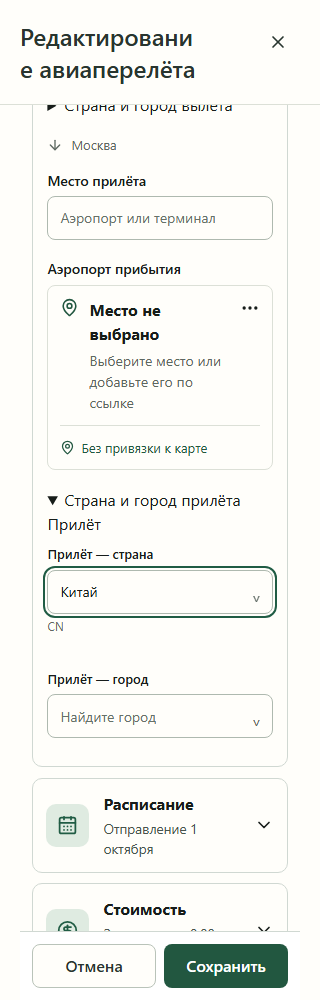 Редактировани
е авиаперелёта
Страна и город вылета
Москва
Место прилёта
Аэропорт или терминал
Аэропорт прибытия
Место не
выбрано
Выберите место или
добавьте его по
ссылке
Без привязки к карте
Страна и город прилёта
Прилёт
Прилёт — страна
Китай
CN
Прилёт — город
Найдите город
Расписание
Отправление 1
октября
Стоимость
Отмена
Сохранить